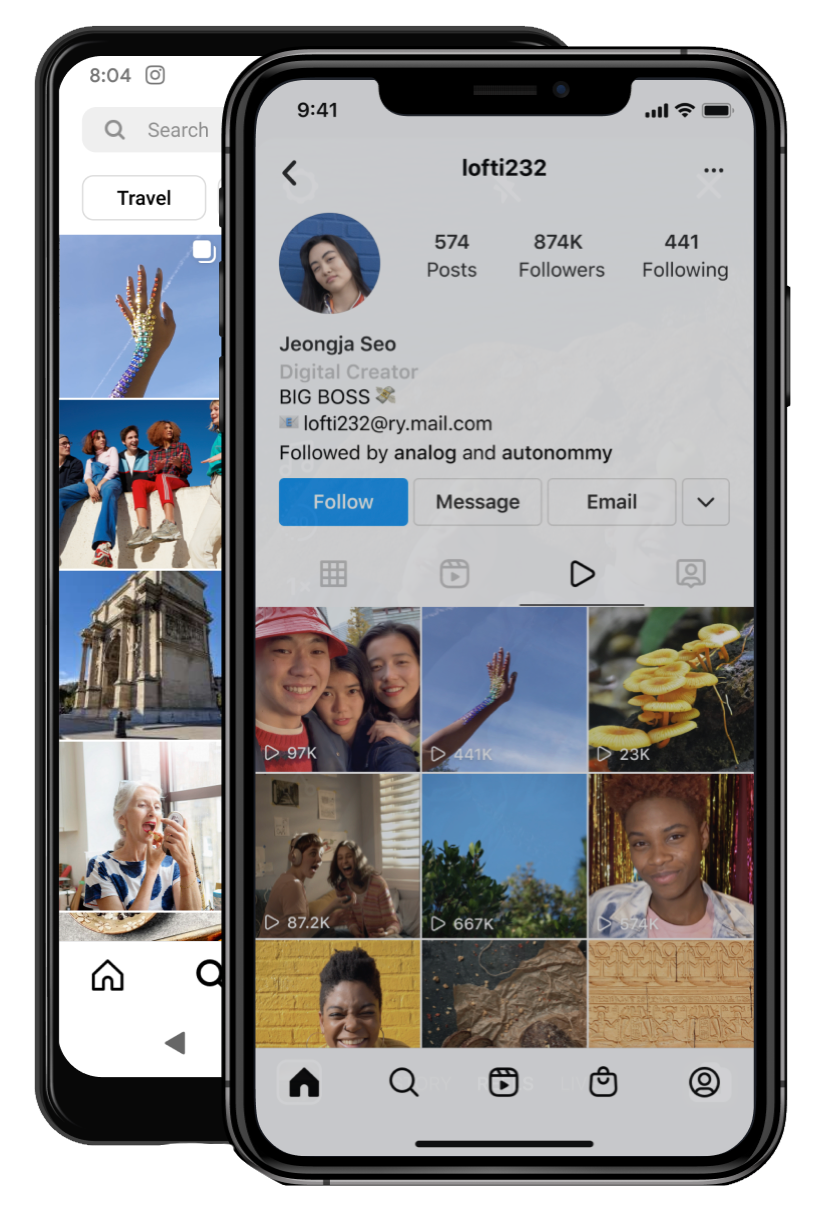 8:04
Search
Travel
9:41
lofti232
574 874K 441
Posts Followers Following
Jeongja Seo
Digital Creator
BIG BOSS 💸
📧 lofti232@ry.mail.com
Followed by analog and autonommy
Follow Message Email
97K 441K 23K
87.2K 667K 574K